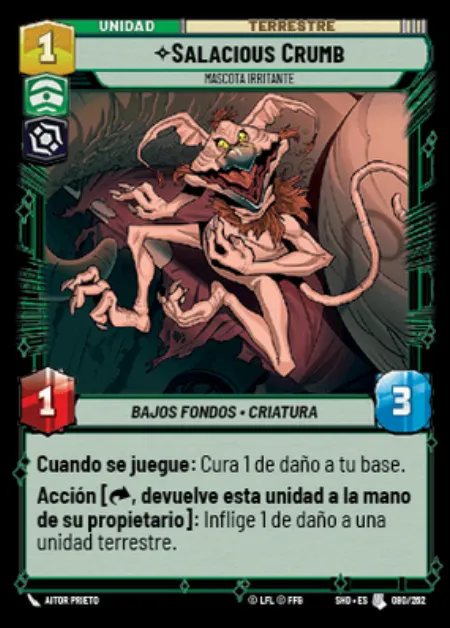 UNIDAD
TERRESTRE
1
SALACIOUS CRUMB
MASCOTA IRRITANTE
1
BAJOS FONDOS • CRIATURA
3
Cuando se juegue: Cura 1 de daño a tu base.
Acción [, devuelve esta unidad a la mano
de su propietario]: Inflige 1 de daño a una
unidad terrestre.
AITOR PRIETO
© LFL © FFG
SHD • ES
090/262